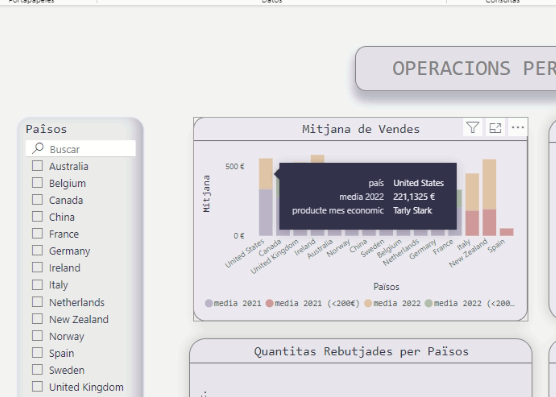 Portapapeles
Datos
Consultas
OPERACIONS PER
Països
Buscar
Australia
Belgium
Canada
China
France
Germany
Ireland
Italy
Netherlands
New Zealand
Norway
Spain
Sweden
United Kingdom
Mitjana de Vendes
Mitjana
500 €
0 €
país United States
media 2022 221,1325 €
producte mes economic Tarly Stark
United States
Canada
United Kingdom
Ireland
Australia
Norway
China
Sweden
Belgium
Netherlands
Germany
France
Italy
New Zealand
Spain
Països
media 2021 media 2021 (<200€) media 2022 media 2022 (<200…
Quantitas Rebutjades per Països